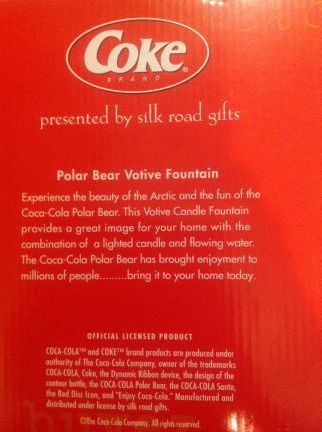 Coke®
BRAND
presented by silk road gifts
Polar Bear Votive Fountain
Experience the beauty of the Arctic and the fun of the
Coca-Cola Polar Bear. This Votive Candle Fountain
provides a great image for your home with the
combination of a lighted candle and flowing water.
The Coca-Cola Polar Bear has brought enjoyment to
millions of people.........bring it to your home today.
OFFICIAL LICENSED PRODUCT
COCA-COLA™ and COKE™ brand products are produced under
authority of The Coca-Cola Company, owner of the trademarks
COCA-COLA, Coke, the Dynamic Ribbon device, the design of the
contour bottle, the COCA-COLA Polar Bear, the COCA-COLA Santa,
the Red Disc Icon, and "Enjoy Coca-Cola." Manufactured and
distributed under license by silk road gifts.
©The Coca-Cola Company. All rights reserved.